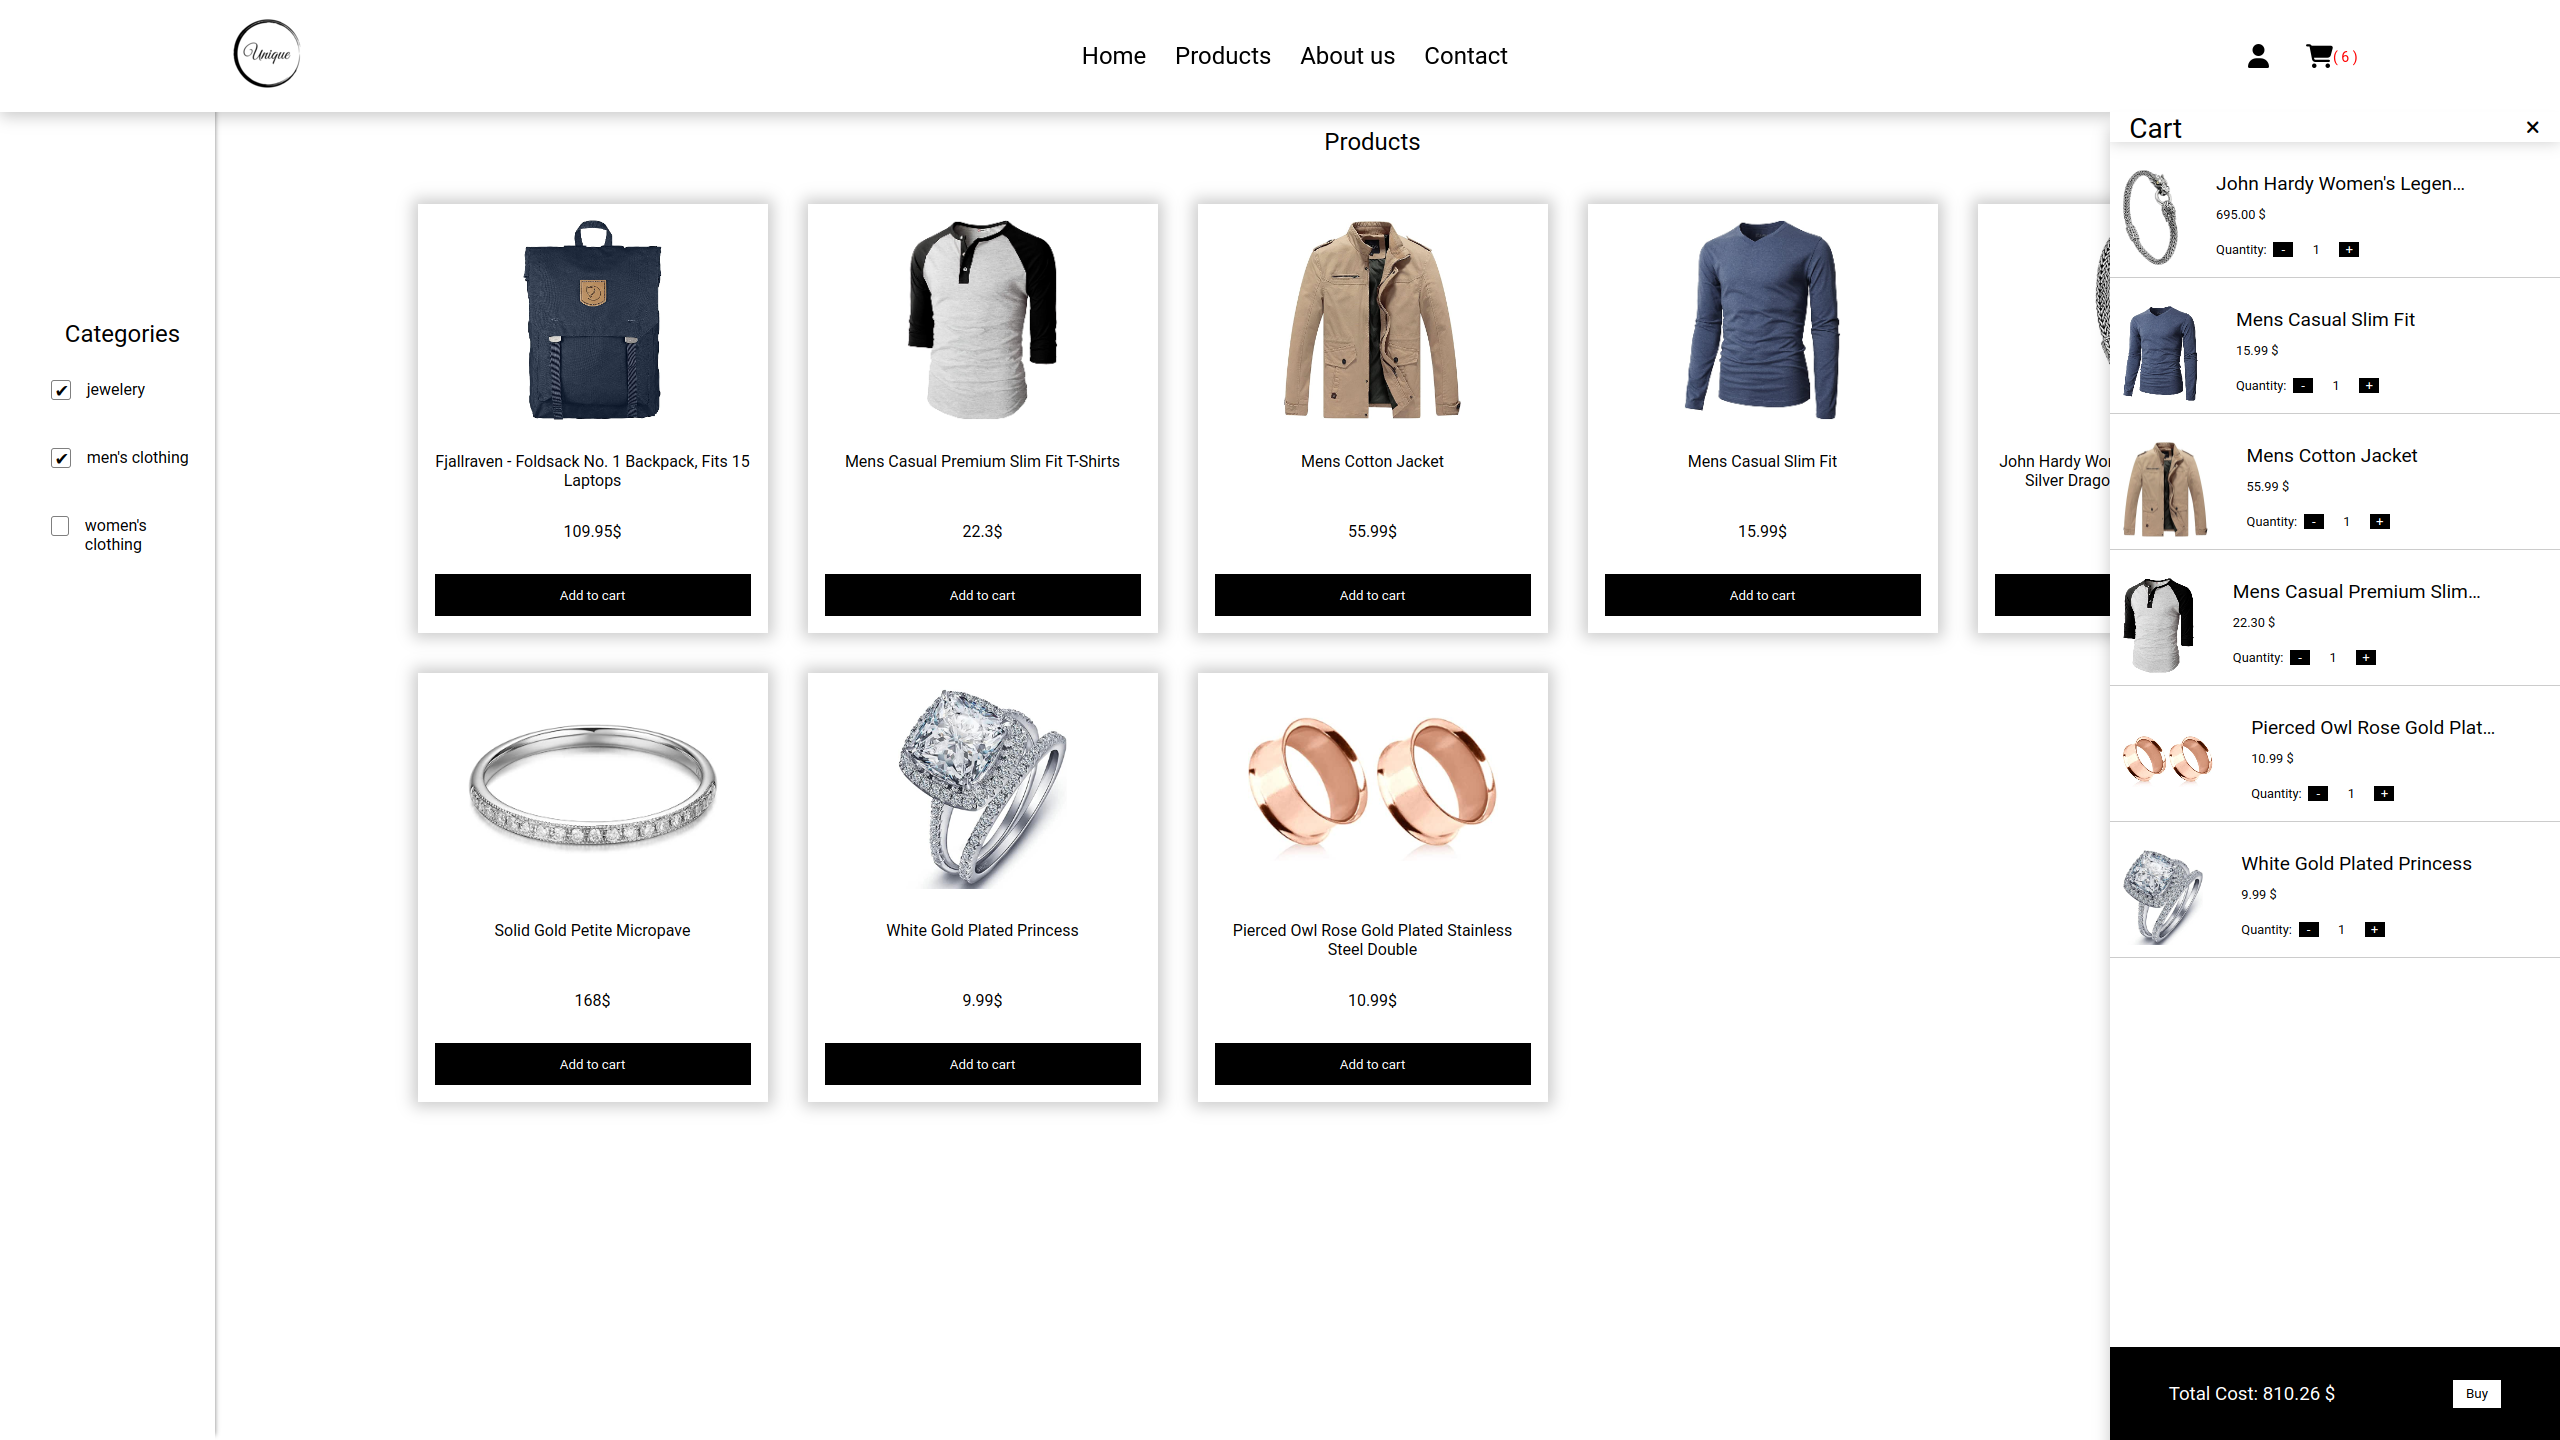 Unique
Home
Products
About us
Contact
( 6 )
Categories
jewelery
men's clothing
women's
clothing
Products
Fjallraven - Foldsack No. 1 Backpack, Fits 15
Laptops
109.95$
Add to cart
Mens Casual Premium Slim Fit T-Shirts
22.3$
Add to cart
Mens Cotton Jacket
55.99$
Add to cart
Mens Casual Slim Fit
15.99$
Add to cart
John Hardy
Silver
Solid Gold Petite Micropave
168$
Add to cart
White Gold Plated Princess
9.99$
Add to cart
Pierced Owl Rose Gold Plated Stainless
Steel Double
10.99$
Add to cart
Cart
×
John Hardy Women's Legen...
695.00 $
Quantity: - 1 +
Mens Casual Slim Fit
15.99 $
Quantity: - 1 +
Mens Cotton Jacket
55.99 $
Quantity: - 1 +
Mens Casual Premium Slim...
22.30 $
Quantity: - 1 +
Pierced Owl Rose Gold Plat...
10.99 $
Quantity: - 1 +
White Gold Plated Princess
9.99 $
Quantity: - 1 +
Total Cost: 810.26 $
Buy